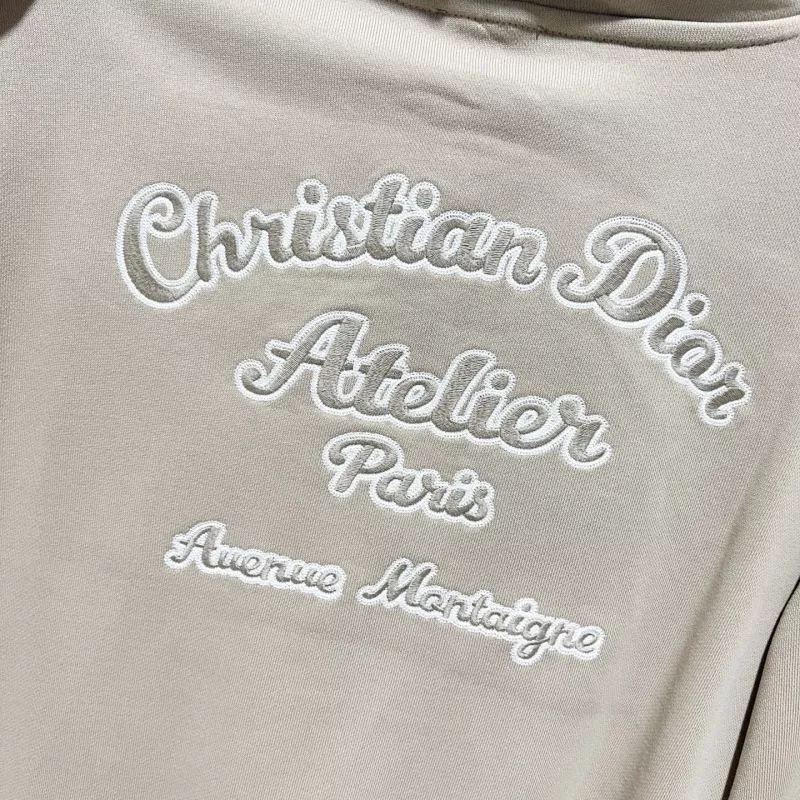 Christian Dior
Atelier
Paris
Avenue Montaigne